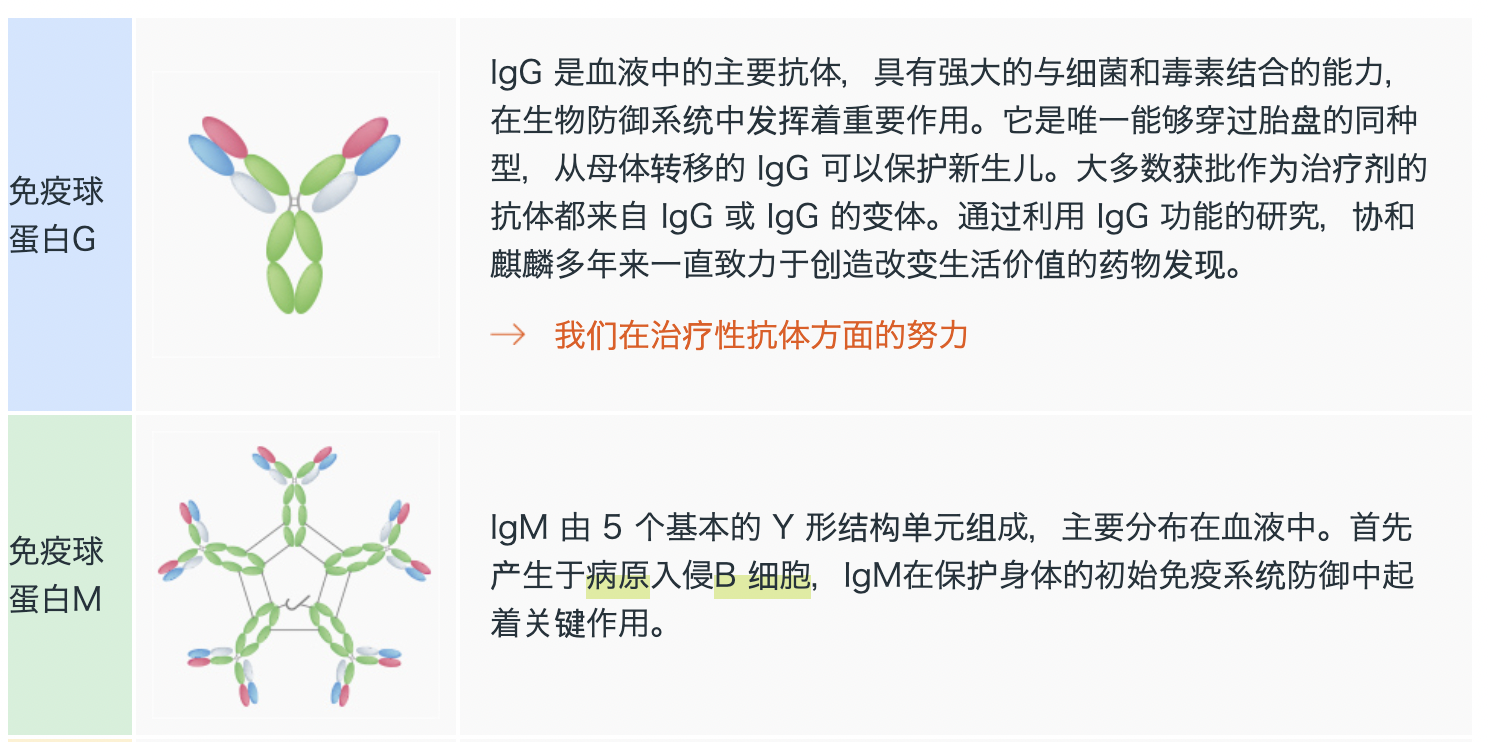 免疫球
蛋白G
IgG 是血液中的主要抗体，具有强大的与细菌和毒素结合的能力，
在生物防御系统中发挥着重要作用。它是唯一能够穿过胎盘的同种
型，从母体转移的 IgG 可以保护新生儿。大多数获批作为治疗剂的
抗体都来自 IgG 或 IgG 的变体。通过利用 IgG 功能的研究，协和
麒麟多年来一直致力于创造改变生活价值的药物发现。
→ 我们在治疗性抗体方面的努力
免疫球
蛋白M
IgM 由 5 个基本的 Y 形结构单元组成，主要分布在血液中。首先
产生于病原入侵B 细胞，IgM在保护身体的初始免疫系统防御中起
着关键作用。